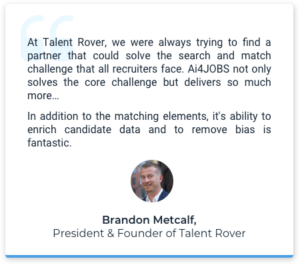 At Talent Rover, we were always trying to find a
partner that could solve the search and match
challenge that all recruiters face. Ai4JOBS not only
solves the core challenge but delivers so much
more...
In addition to the matching elements, it's ability to
enrich candidate data and to remove bias is
fantastic.
Brandon Metcalf,
President & Founder of Talent Rover